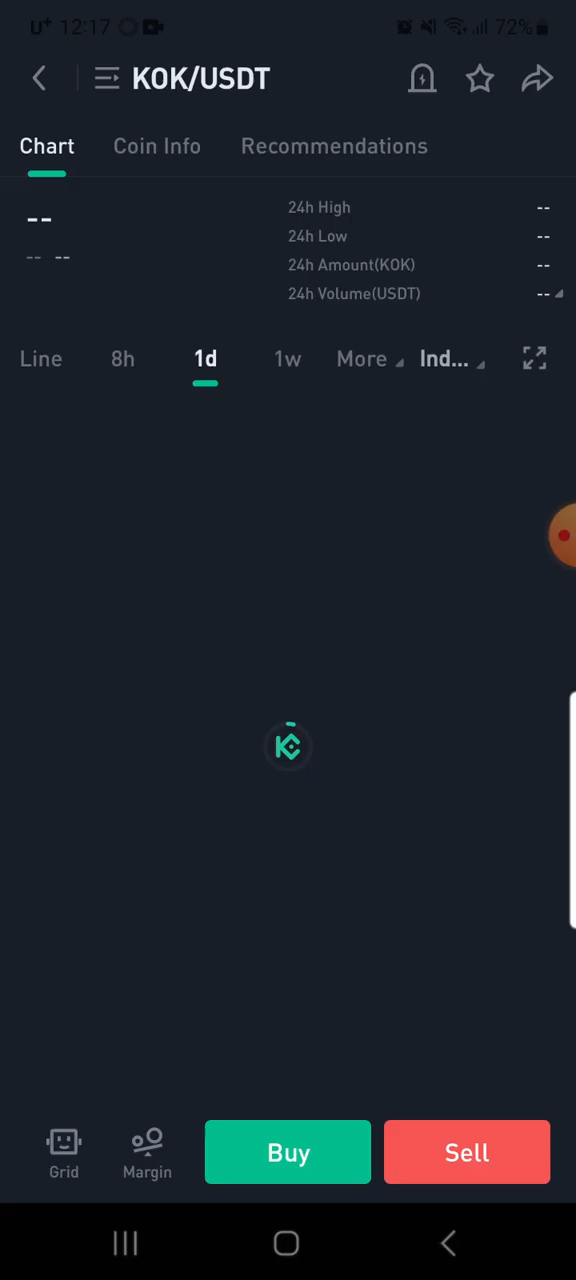 U+ 12:17 72%
KOK/USDT
Chart Coin Info Recommendations
-- 24h High --
24h Low --
-- -- 24h Amount(KOK) --
24h Volume(USDT) --
Line 8h 1d 1w More Ind...
Buy Sell
Grid Margin